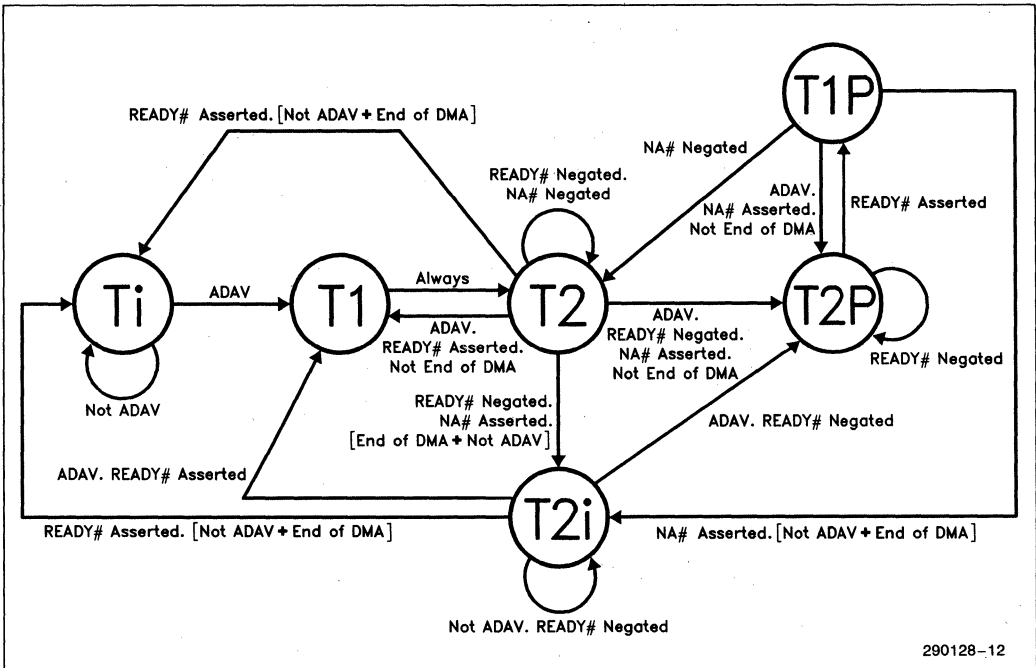 T1P
READY# Asserted. [Not ADAV + End of DMA]
NA# Negated
READY# Negated.
NA# Negated
ADAV.
NA# Asserted.
Not End of DMA
READY# Asserted
Ti
ADAV
T1
Always
T2
T2P
ADAV.
READY# Asserted.
Not End of DMA
ADAV.
READY# Negated.
NA# Asserted.
Not End of DMA
READY# Negated
Not ADAV
READY# Negated.
NA# Asserted.
[End of DMA + Not ADAV]
ADAV. READY# Negated
ADAV. READY# Asserted
T2i
READY# Asserted. [Not ADAV + End of DMA]
NA# Asserted. [Not ADAV + End of DMA]
Not ADAV. READY# Negated
290128-12